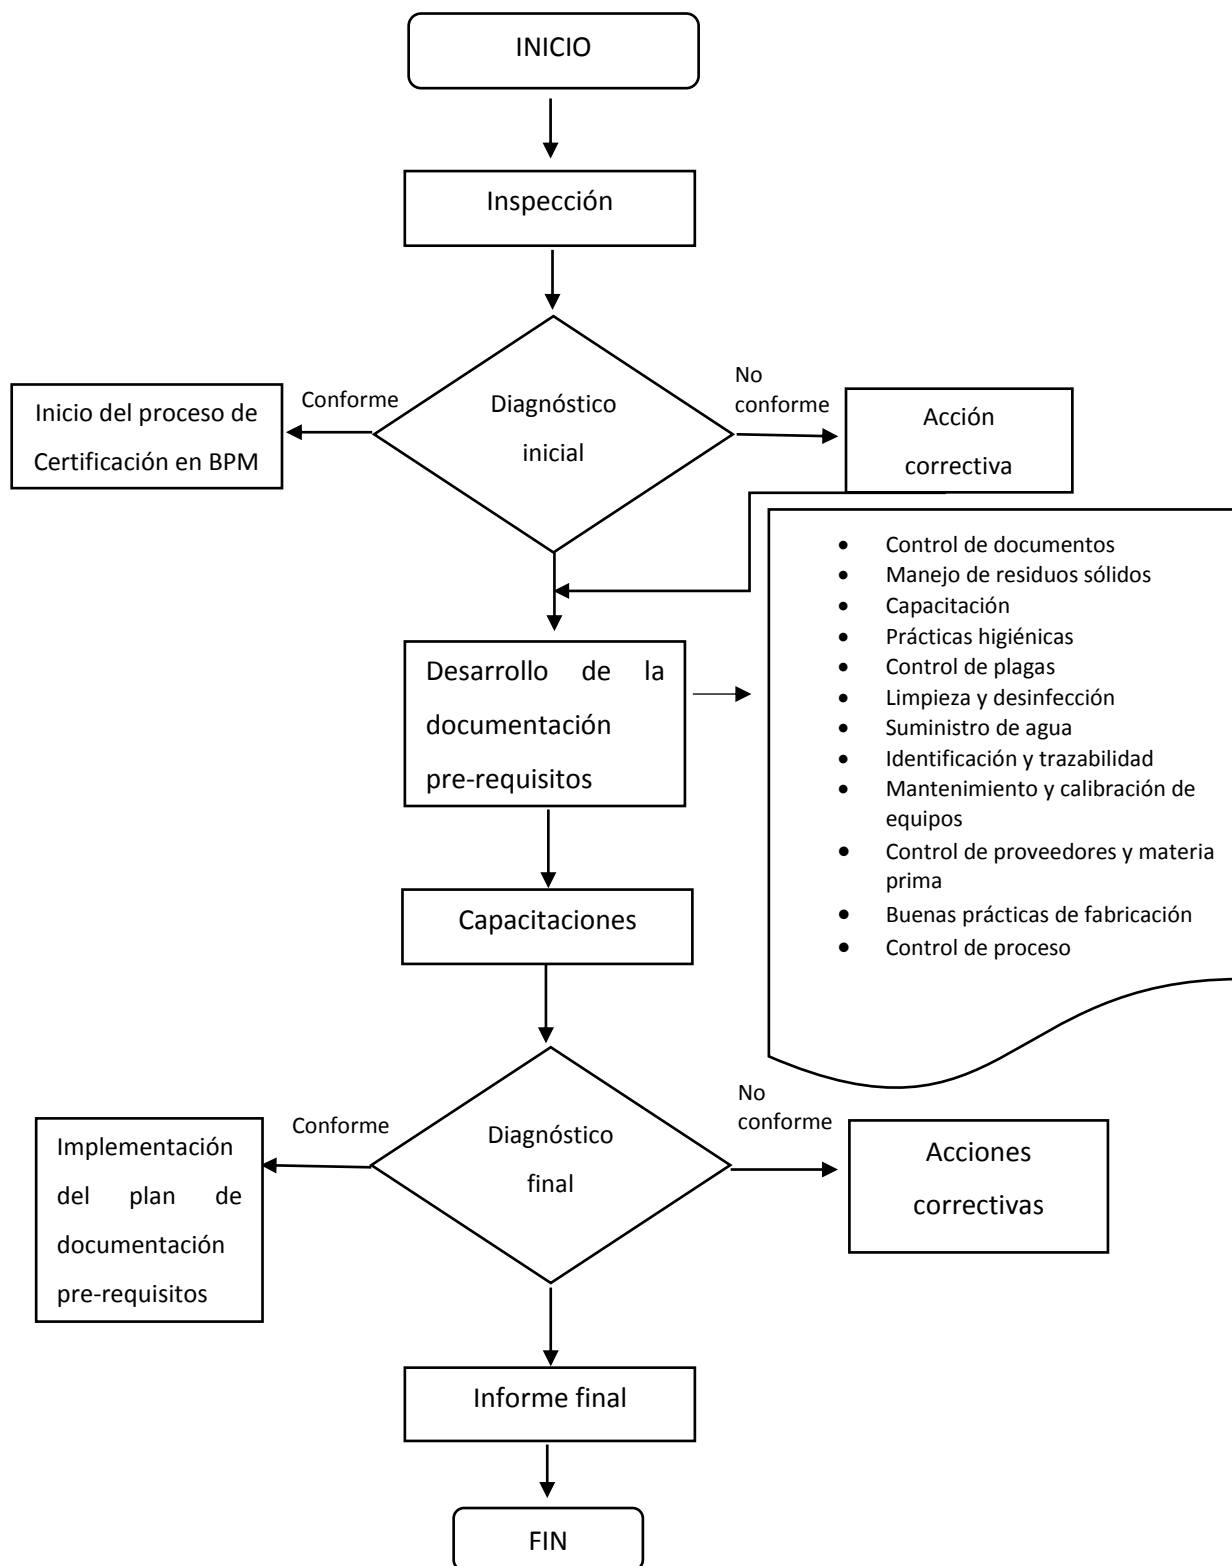 INICIO
Inspección
Diagnóstico
inicial
Conforme
Inicio del proceso de
Certificación en BPM
No
conforme
Acción
correctiva
• Control de documentos
• Manejo de residuos sólidos
• Capacitación
• Prácticas higiénicas
• Control de plagas
• Limpieza y desinfección
• Suministro de agua
• Identificación y trazabilidad
• Mantenimiento y calibración de
equipos
• Control de proveedores y materia
prima
• Buenas prácticas de fabricación
• Control de proceso
Desarrollo de la
documentación
pre-requisitos
Capacitaciones
Diagnóstico
final
Conforme
Implementación
del plan de
documentación
pre-requisitos
No
conforme
Acciones
correctivas
Informe final
FIN